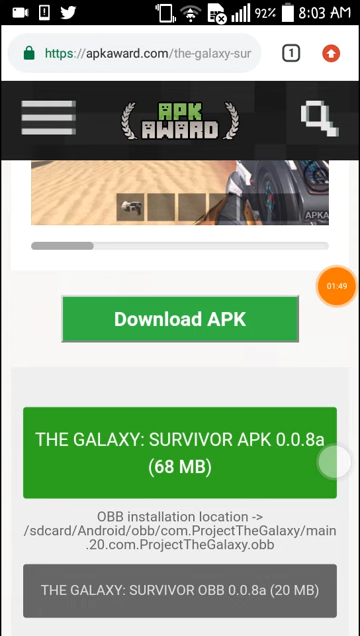 92% 8:03 AM
https://apkaward.com/the-galaxy-sur
1
APK
AWARD
APKA
Download APK
01:49
THE GALAXY: SURVIVOR APK 0.0.8a
(68 MB)
OBB installation location ->
/sdcard/Android/obb/com.ProjectTheGalaxy/main
.20.com.ProjectTheGalaxy.obb
THE GALAXY: SURVIVOR OBB 0.0.8a (20 MB)